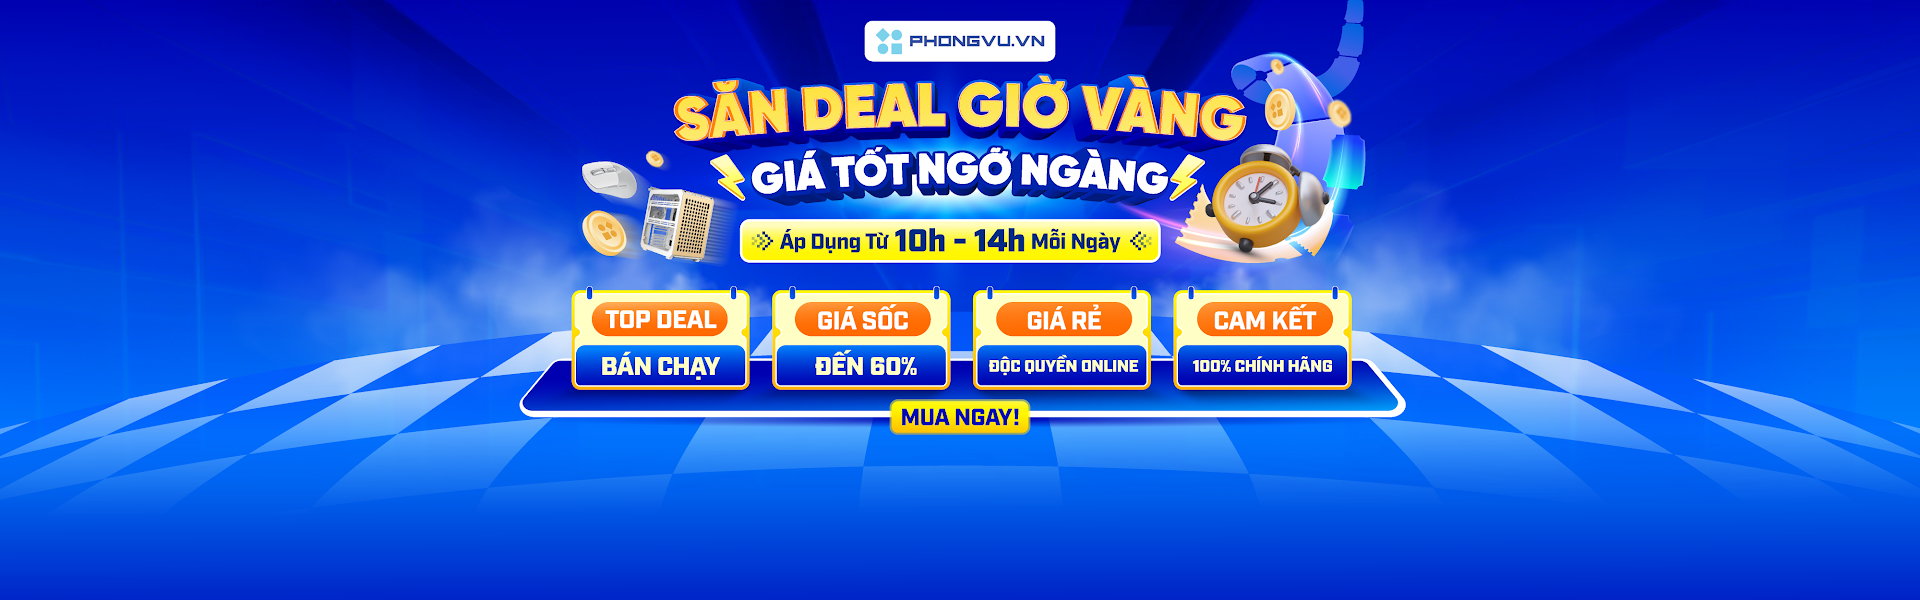 PHONGVU.VN
SĂN DEAL GIỜ VÀNG
GIÁ TỐT NGỠ NGÀNG
Áp Dụng Từ 10h - 14h Mỗi Ngày
TOP DEAL
BÁN CHẠY
GIÁ SỐC
ĐẾN 60%
GIÁ RẺ
ĐỘC QUYỀN ONLINE
CAM KẾT
100% CHÍNH HÃNG
MUA NGAY!